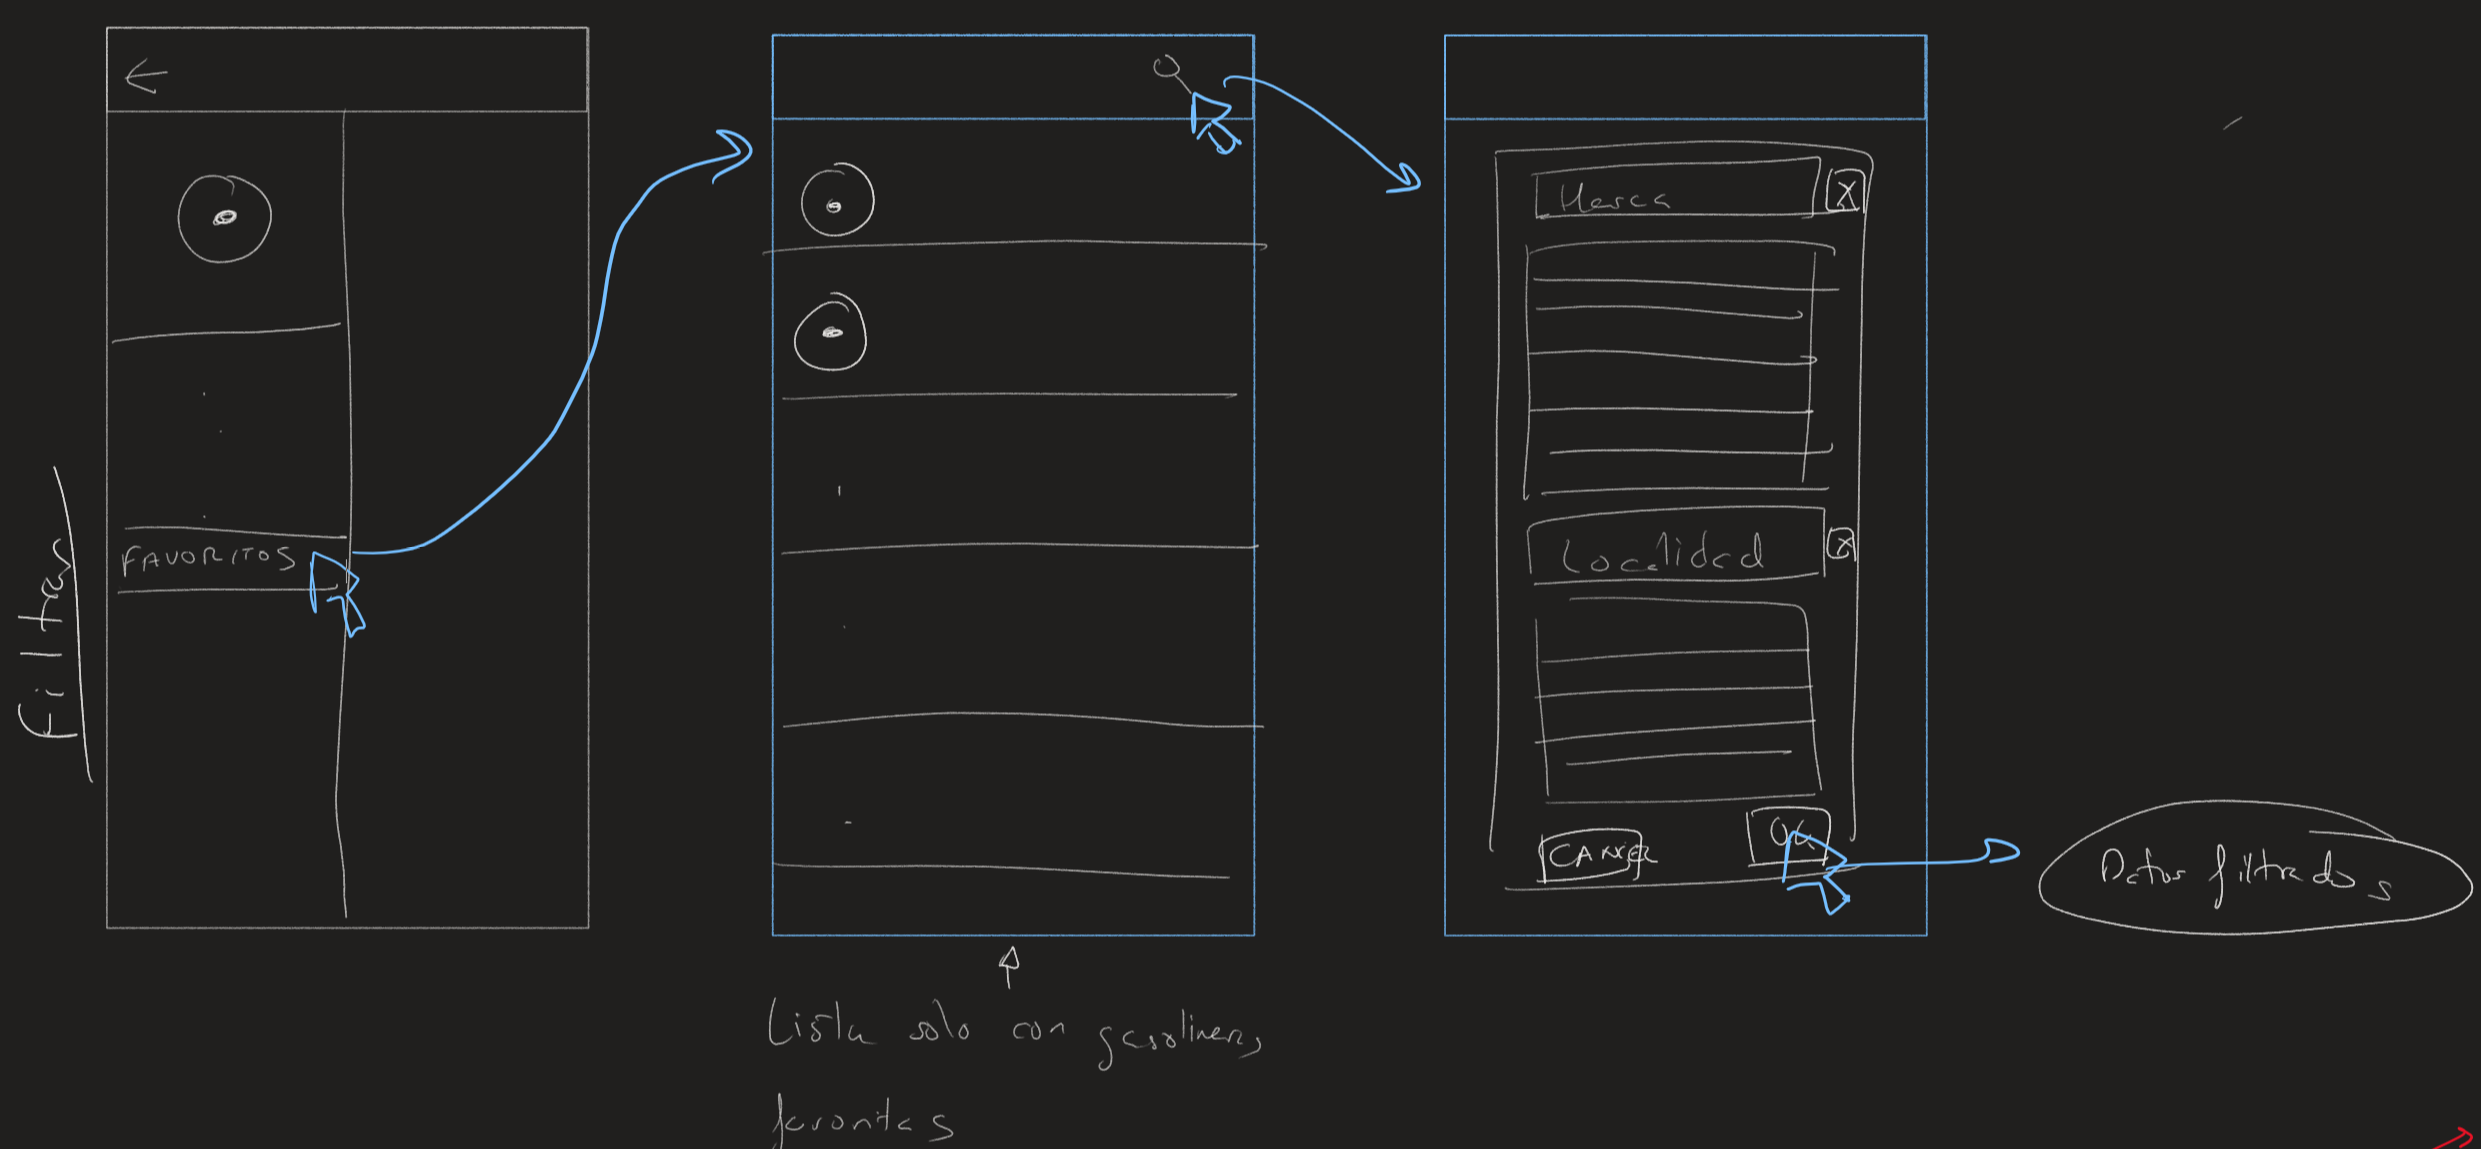 Filtros
FAVORITOS
Marca
X
Localidad
X
CANCEL
OK
Datos filtrados
Lista solo con gasolineras
favoritas